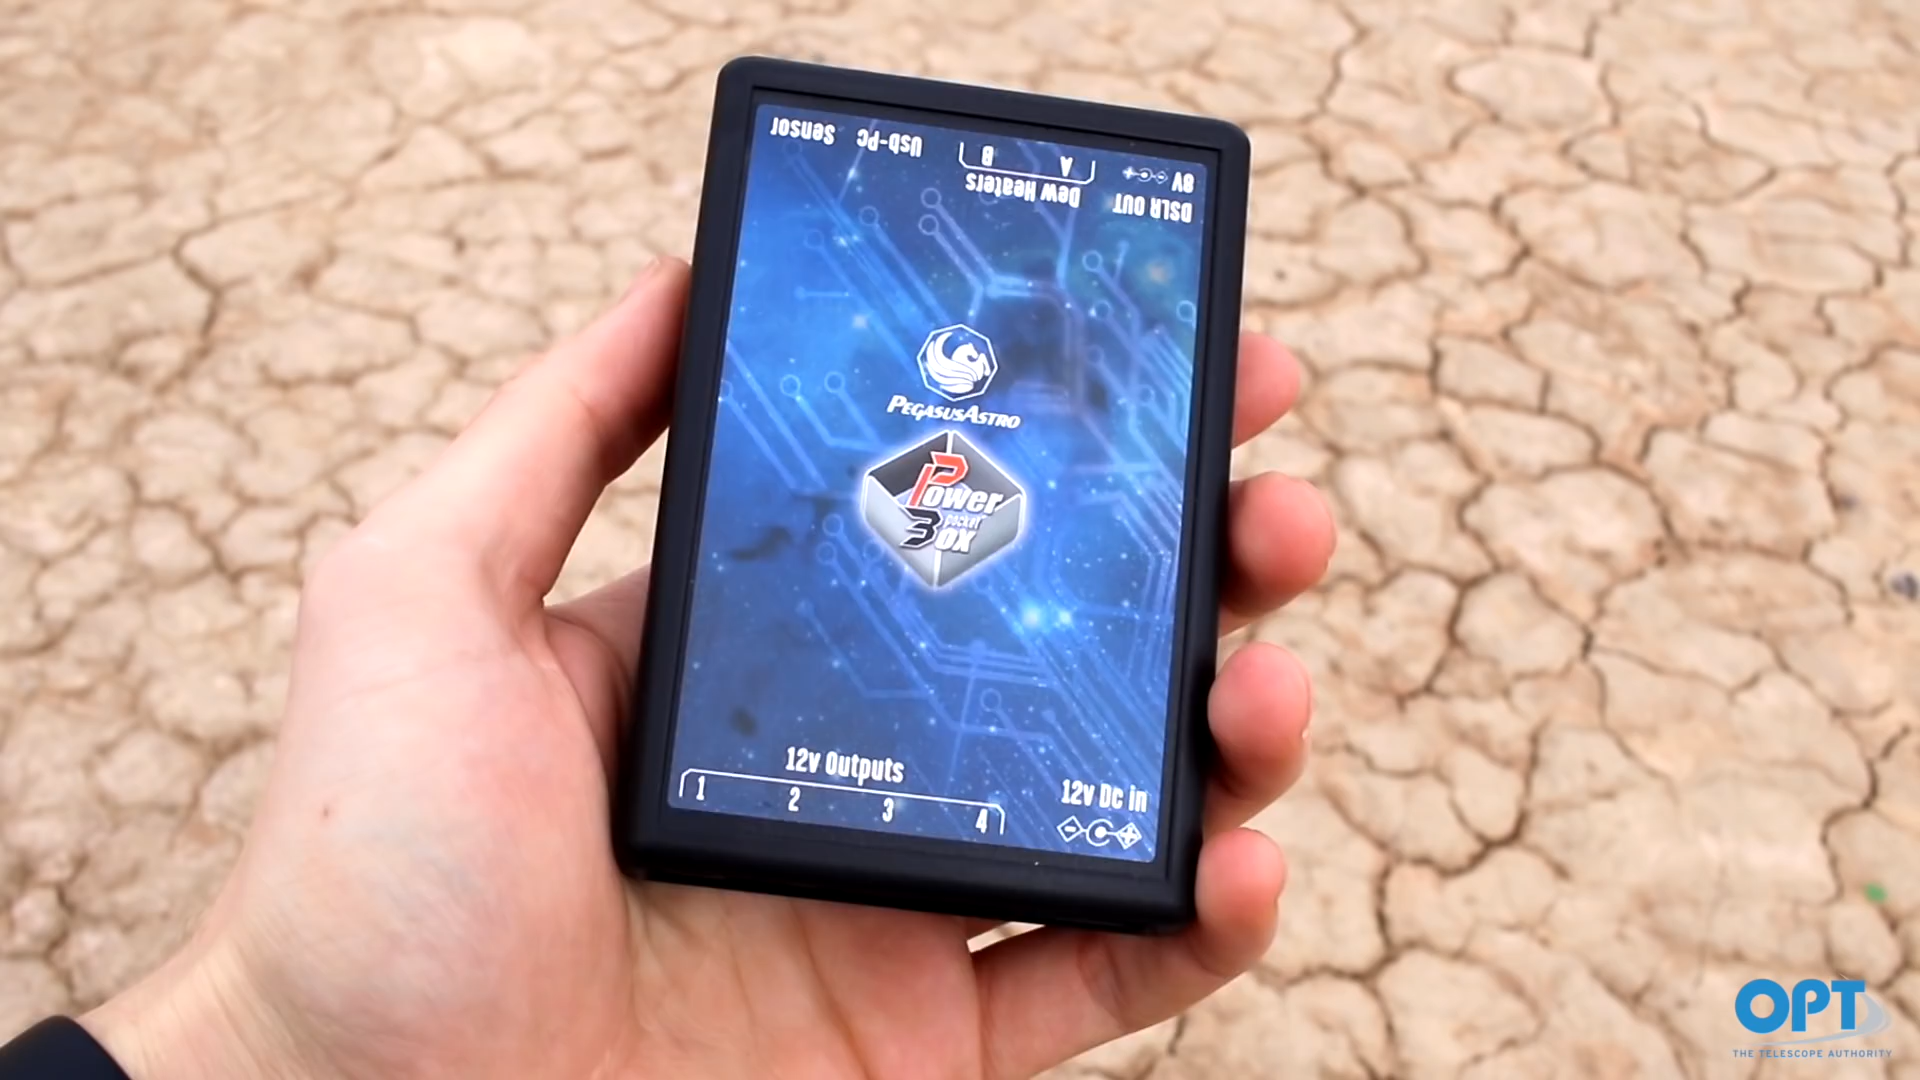 Sensor Usb-Pc
B A
Dew Heaters
8V
DSLR OUT
PegasusAstro
Power
pocket
Box
12v Outputs
1 2 3 4
12v Dc in
OPT
THE TELESCOPE AUTHORITY